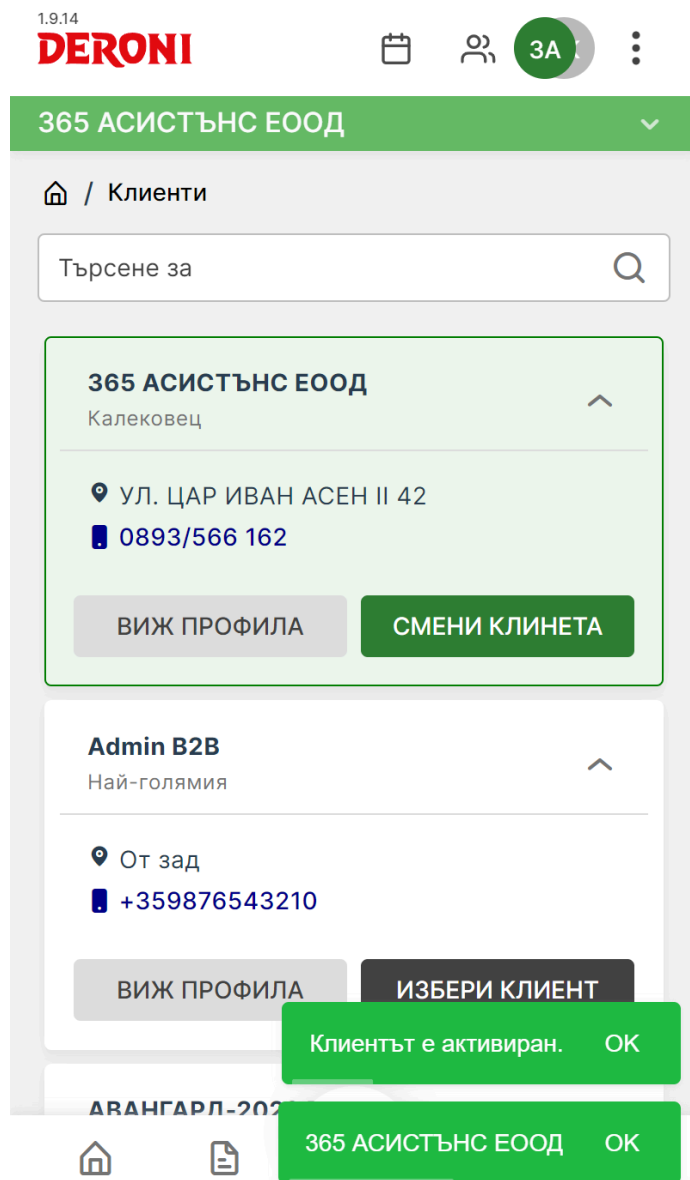 1.9.14
DERONI
ЗА
365 АСИСТЪНС ЕООД
/ Клиенти
Търсене за
365 АСИСТЪНС ЕООД
Калековец
УЛ. ЦАР ИВАН АСЕН II 42
0893/566 162
ВИЖ ПРОФИЛА
СМЕНИ КЛИНЕТА
Admin B2B
Най-голямия
От зад
+359876543210
ВИЖ ПРОФИЛА
ИЗБЕРИ КЛИЕНТ
Клиентът е активиран. OK
АВАНГАРД-202
365 АСИСТЪНС ЕООД OK